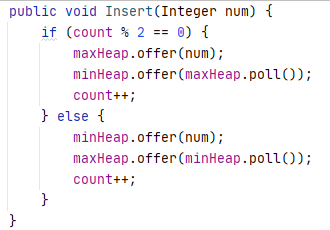 public void Insert(Integer num) {
    if (count % 2 == 0) {
        maxHeap.offer(num);
        minHeap.offer(maxHeap.poll());
        count++;
    } else {
        minHeap.offer(num);
        maxHeap.offer(minHeap.poll());
        count++;
    }
}